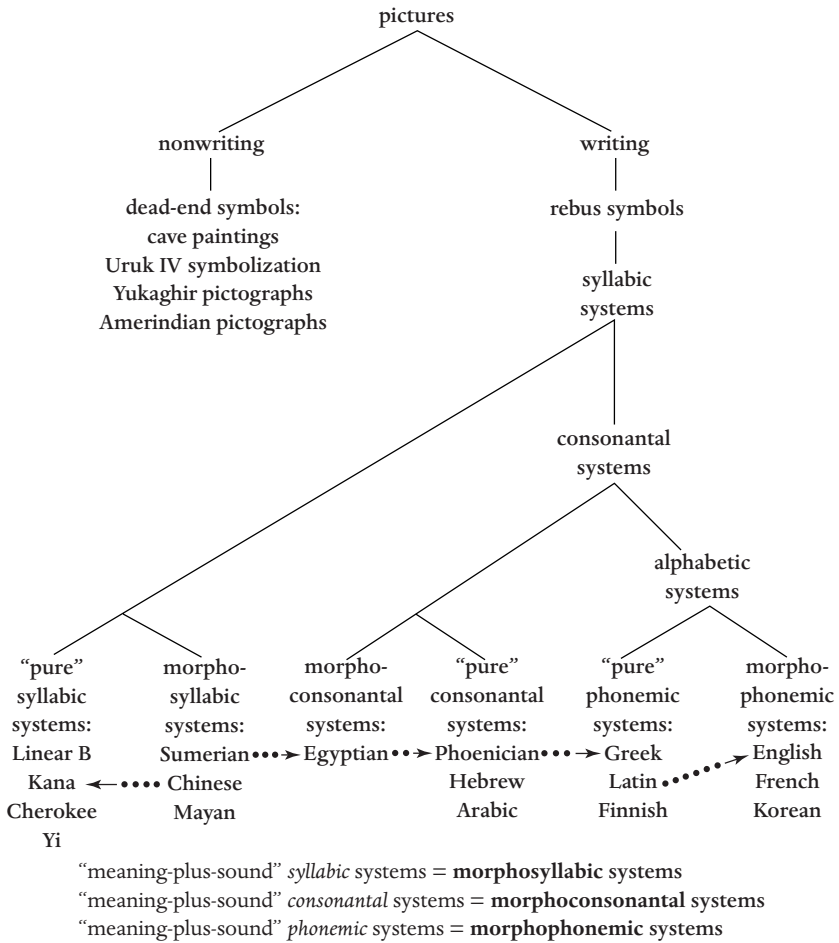 pictures
nonwriting
writing
dead-end symbols:
cave paintings
Uruk IV symbolization
Yukaghir pictographs
Amerindian pictographs
rebus symbols
syllabic
systems
consonantal
systems
alphabetic
systems
“pure”
syllabic
systems:
Linear B
Kana
Cherokee
Yi
morpho-
syllabic
systems:
Sumerian
Chinese
Mayan
morpho-
consonantal
systems:
Egyptian
“pure”
consonantal
systems:
Phoenician
Hebrew
Arabic
“pure”
phonemic
systems:
Greek
Latin
Finnish
morpho-
phonemic
systems:
English
French
Korean
“meaning-plus-sound” syllabic systems = morphosyllabic systems
“meaning-plus-sound” consonantal systems = morphoconsonantal systems
“meaning-plus-sound” phonemic systems = morphophonemic systems